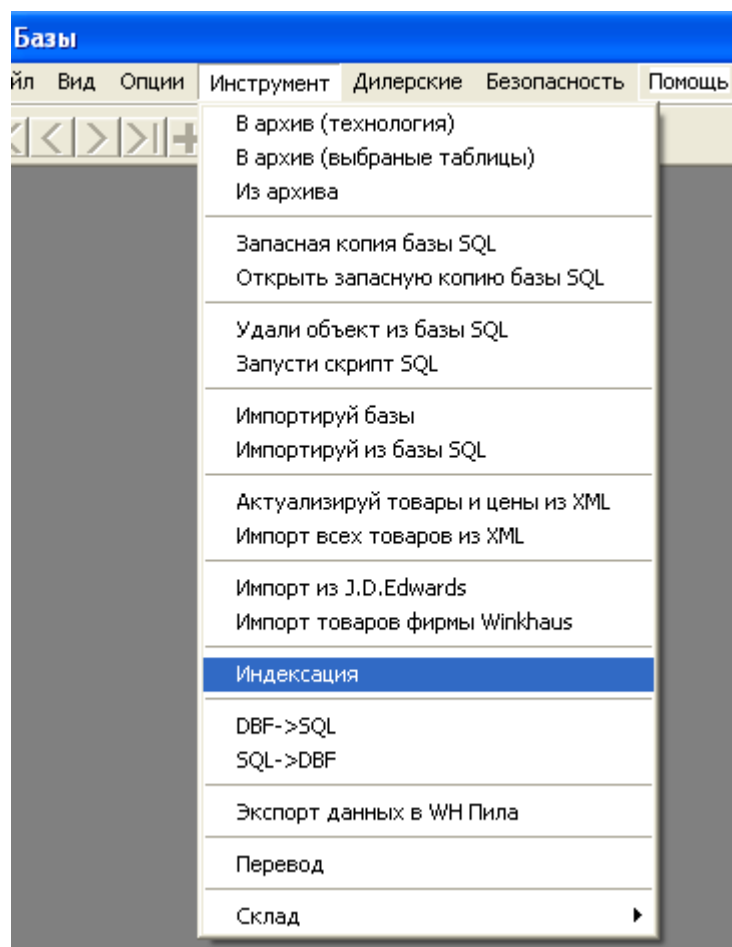 Базы
йл Вид Опции Инструмент Дилерские Безопасность Помощь
В архив (технология)
В архив (выбраные таблицы)
Из архива
Запасная копия базы SQL
Открыть запасную копию базы SQL
Удали объект из базы SQL
Запусти скрипт SQL
Импортируй базы
Импортируй из базы SQL
Актуализируй товары и цены из XML
Импорт всех товаров из XML
Импорт из J.D.Edwards
Импорт товаров фирмы Winkhaus
Индексация
DBF->SQL
SQL->DBF
Экспорт данных в WH Пила
Перевод
Склад